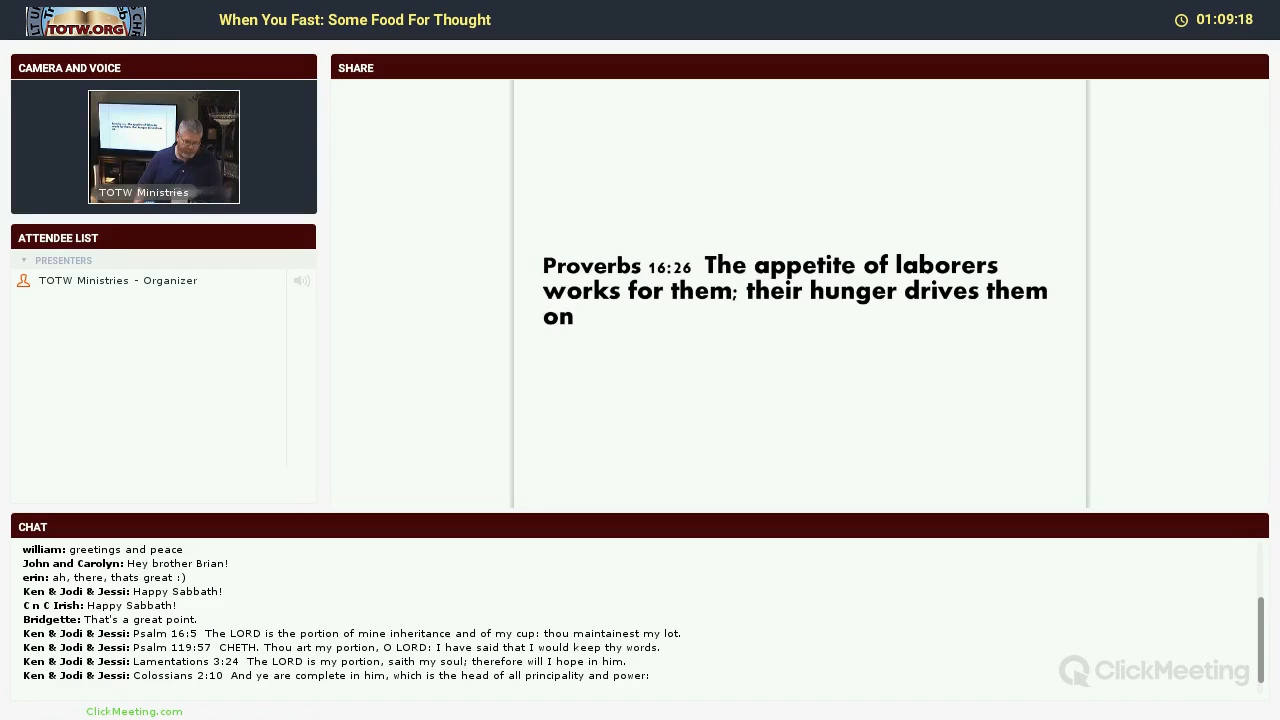 TOTW.ORG
When You Fast: Some Food For Thought
01:09:18
CAMERA AND VOICE
TOTW Ministries
ATTENDEE LIST
PRESENTERS
TOTW Ministries - Organizer
SHARE
Proverbs 16:26 The appetite of laborers
works for them; their hunger drives them
on
CHAT
william: greetings and peace
John and Carolyn: Hey brother Brian!
erin: ah, there, thats great :)
Ken & Jodi & Jessi: Happy Sabbath!
C n C Irish: Happy Sabbath!
Bridgette: That's a great point.
Ken & Jodi & Jessi: Psalm 16:5 The LORD is the portion of mine inheritance and of my cup: thou maintainest my lot.
Ken & Jodi & Jessi: Psalm 119:57 CHETH. Thou art my portion, O LORD: I have said that I would keep thy words.
Ken & Jodi & Jessi: Lamentations 3:24 The LORD is my portion, saith my soul; therefore will I hope in him.
Ken & Jodi & Jessi: Colossians 2:10 And ye are complete in him, which is the head of all principality and power:
ClickMeeting
ClickMeeting.com